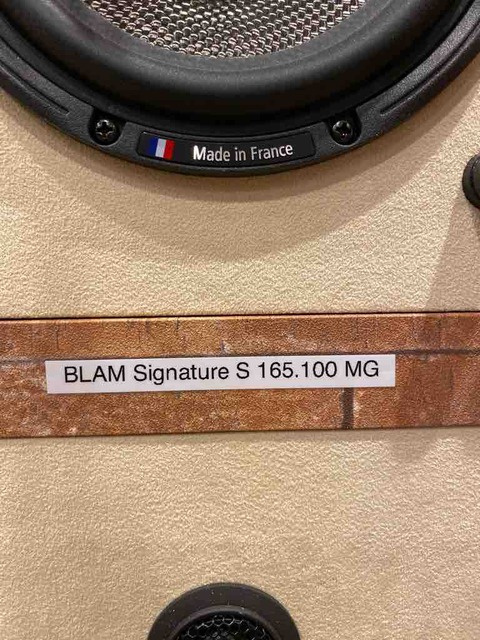 Made in France
BLAM Signature S 165.100 MG